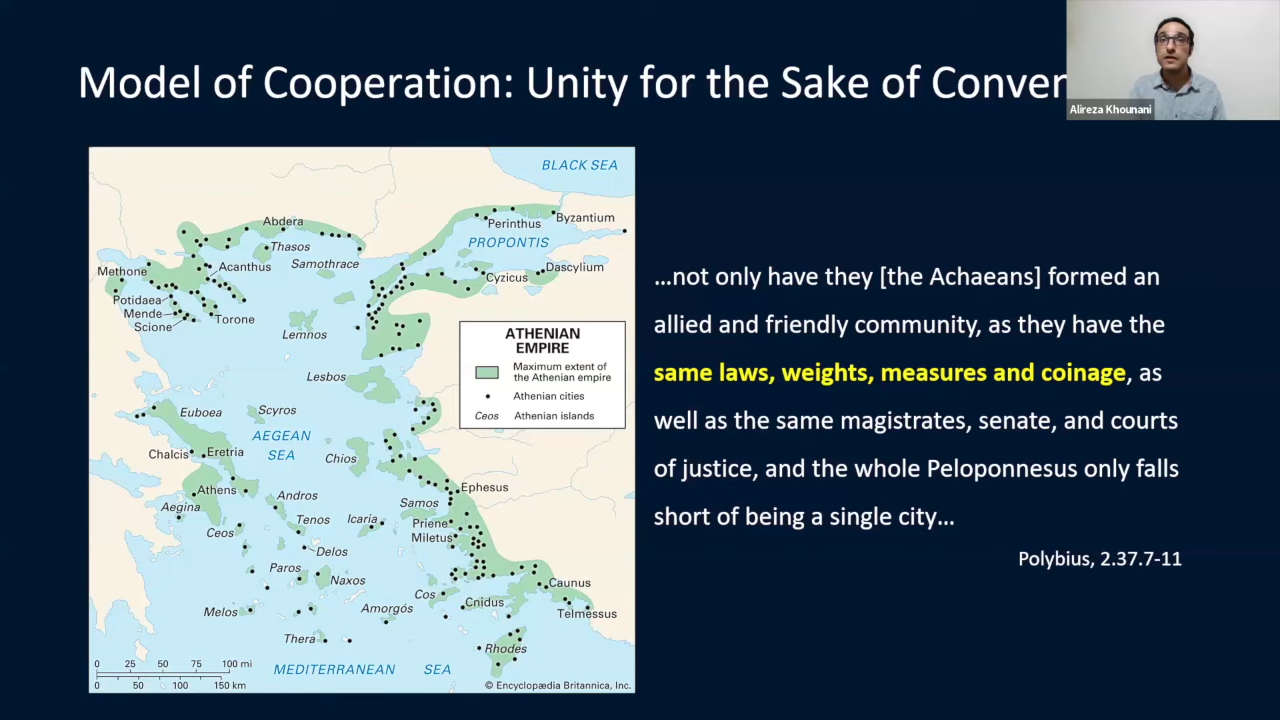 Model of Cooperation: Unity for the Sake of Conver
Alireza Khounani
BLACK SEA
Abdera
Perinthus
Byzantium
PROPONTIS
Thasos
Samothrace
Methone
Acanthus
Cyzicus
Dascylium
Potidaea
Mende
Scione
Torone
Lemnos
ATHENIAN
EMPIRE
Maximum extent of
the Athenian empire
Athenian cities
Ceos Athenian islands
Lesbos
Euboea
Scyros
AEGEAN
SEA
Chalcis
Eretria
Chios
Athens
Andros
Ephesus
Aegina
Samos
Ceos
Tenos
Icaria
Priene
Miletus
Delos
Paros
Naxos
Caunus
Melos
Amorgós
Cos
Cnidus
Telmessus
Thera
Rhodes
0 25 50 75 100 mi
0 50 100 150 km
MEDITERRANEAN SEA
© Encyclopædia Britannica, Inc.
…not only have they [the Achaeans] formed an
allied and friendly community, as they have the
same laws, weights, measures and coinage, as
well as the same magistrates, senate, and courts
of justice, and the whole Peloponnesus only falls
short of being a single city…
Polybius, 2.37.7-11